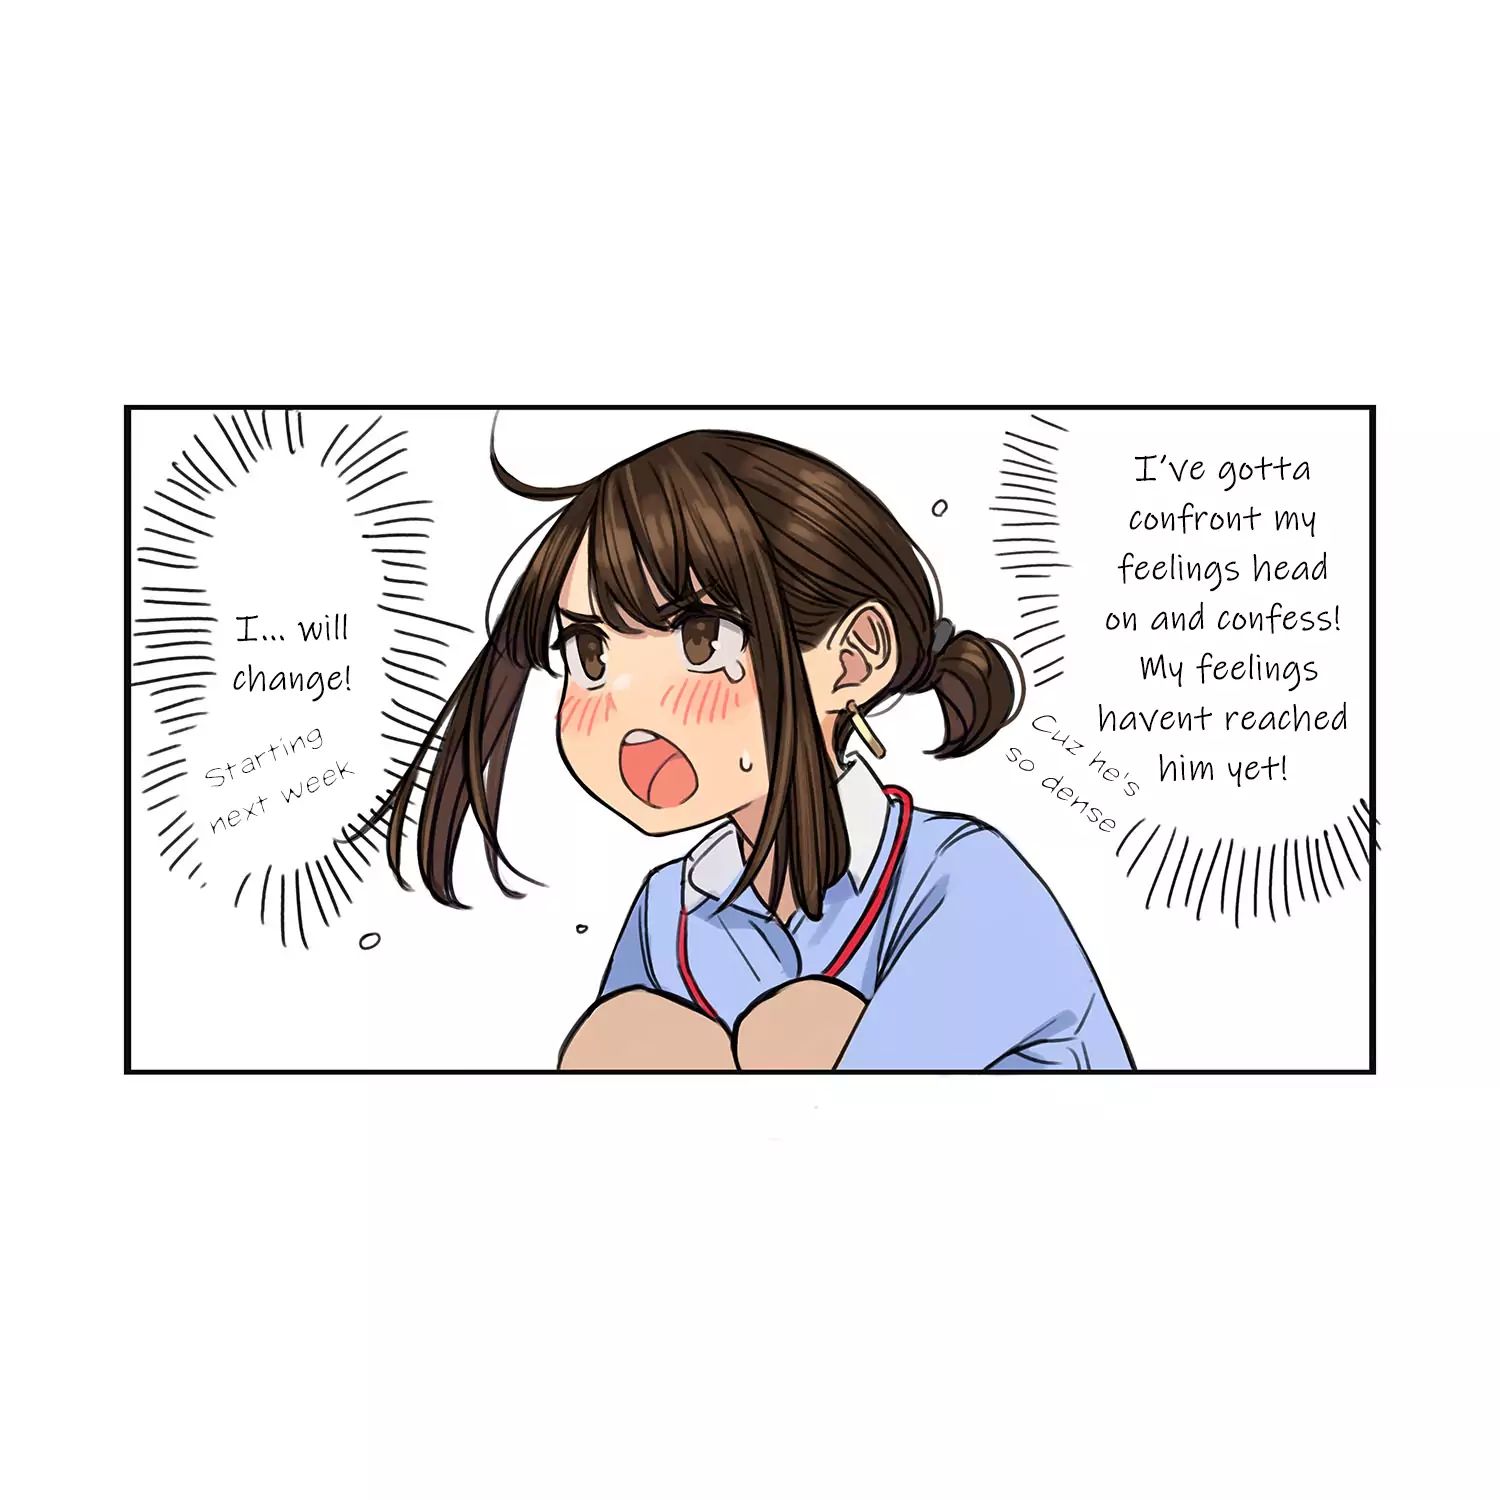 I've gotta
confront my
feelings head
on and confess!
My feelings
havent reached
him yet!
Cuz he's
so dense
I... will
change!
Starting
next week